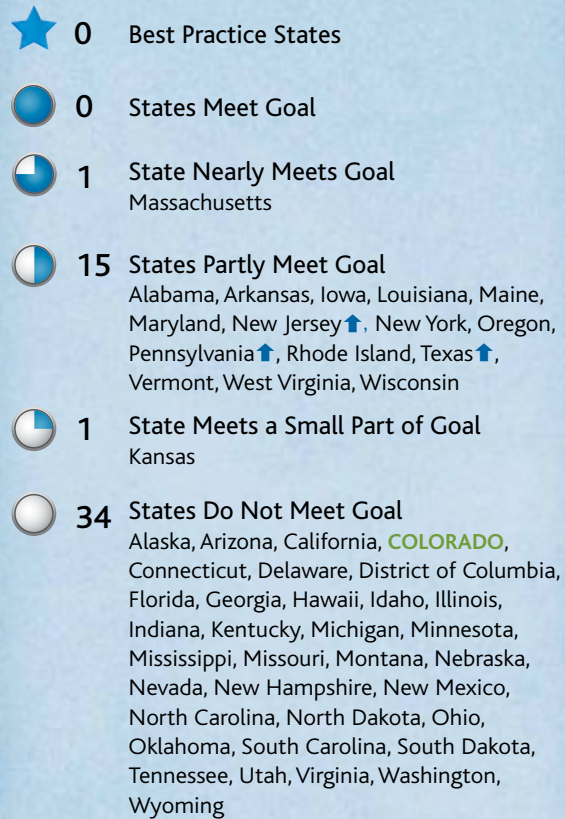 0 Best Practice States
0 States Meet Goal
1 State Nearly Meets Goal
Massachusetts
15 States Partly Meet Goal
Alabama, Arkansas, Iowa, Louisiana, Maine,
Maryland, New Jersey⬆, New York, Oregon,
Pennsylvania⬆, Rhode Island, Texas⬆,
Vermont, West Virginia, Wisconsin
1 State Meets a Small Part of Goal
Kansas
34 States Do Not Meet Goal
Alaska, Arizona, California, COLORADO,
Connecticut, Delaware, District of Columbia,
Florida, Georgia, Hawaii, Idaho, Illinois,
Indiana, Kentucky, Michigan, Minnesota,
Mississippi, Missouri, Montana, Nebraska,
Nevada, New Hampshire, New Mexico,
North Carolina, North Dakota, Ohio,
Oklahoma, South Carolina, South Dakota,
Tennessee, Utah, Virginia, Washington,
Wyoming